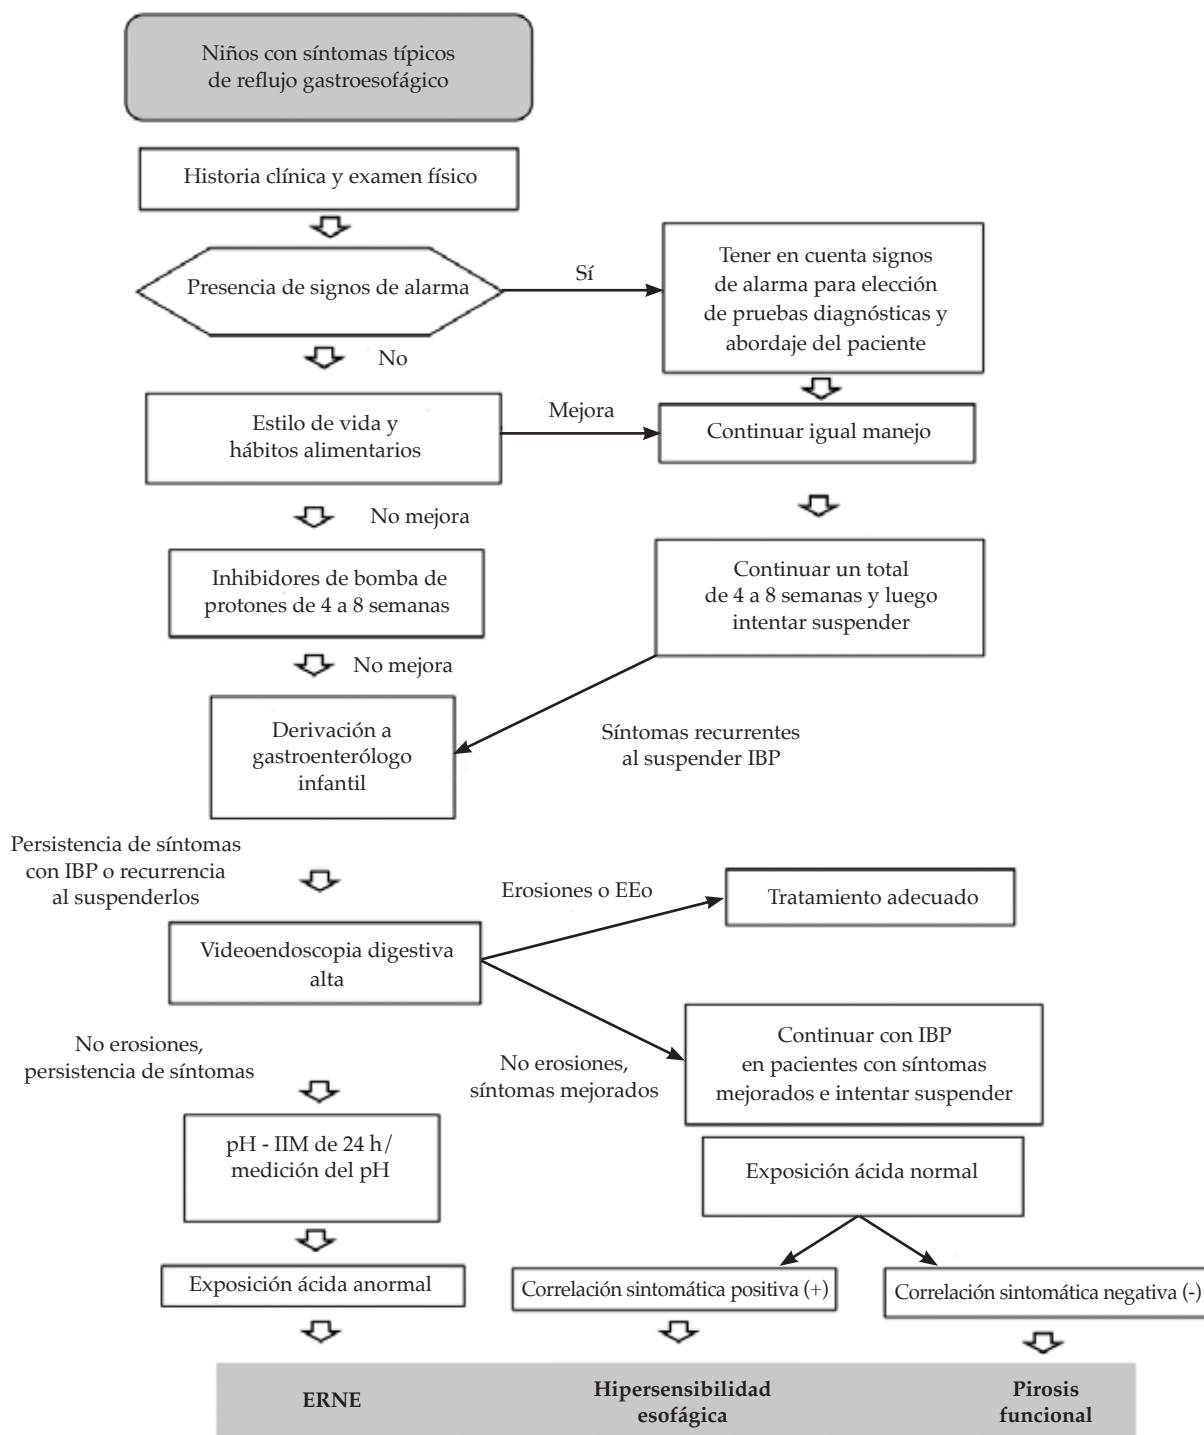 Niños con síntomas típicos
de reflujo gastroesofágico
Historia clínica y examen físico
Presencia de signos de alarma
Sí
Tener en cuenta signos
de alarma para elección
de pruebas diagnósticas y
abordaje del paciente
No
Estilo de vida y
hábitos alimentarios
Mejora
Continuar igual manejo
No mejora
Inhibidores de bomba de
protones de 4 a 8 semanas
Continuar un total
de 4 a 8 semanas y luego
intentar suspender
No mejora
Derivación a
gastroenterólogo
infantil
Síntomas recurrentes
al suspender IBP
Persistencia de síntomas
con IBP o recurrencia
al suspenderlos
Erosiones o EEo
Tratamiento adecuado
Videoendoscopia digestiva
alta
No erosiones,
persistencia de síntomas
No erosiones,
síntomas mejorados
Continuar con IBP
en pacientes con síntomas
mejorados e intentar suspender
pH - IIM de 24 h/
medición del pH
Exposición ácida normal
Exposición ácida anormal
Correlación sintomática positiva (+)
Correlación sintomática negativa (-)
ERNE
Hipersensibilidad
esofágica
Pirosis
funcional